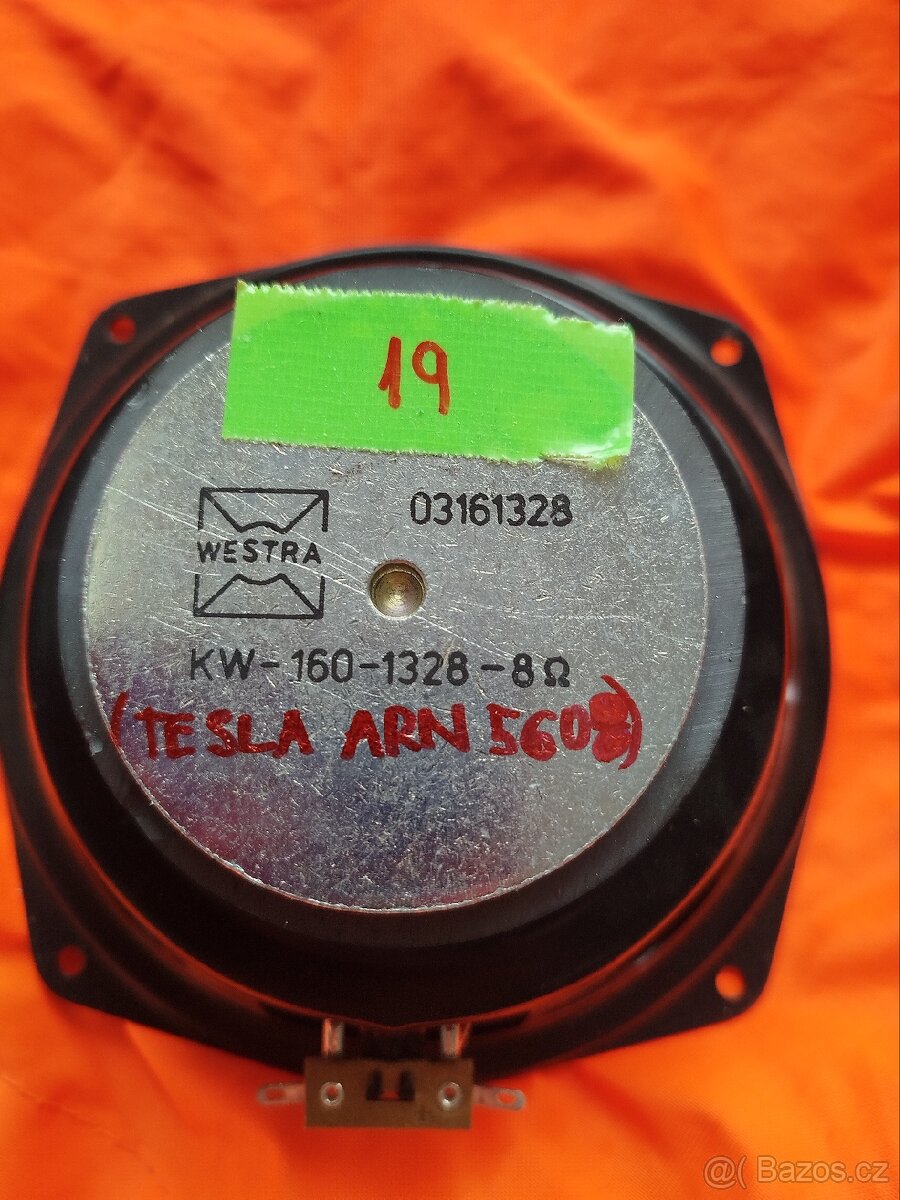 19
03161328
WESTRA
KW-160-1328-8Ω
(TESLA ARN 5608)
@( Bazos.cz